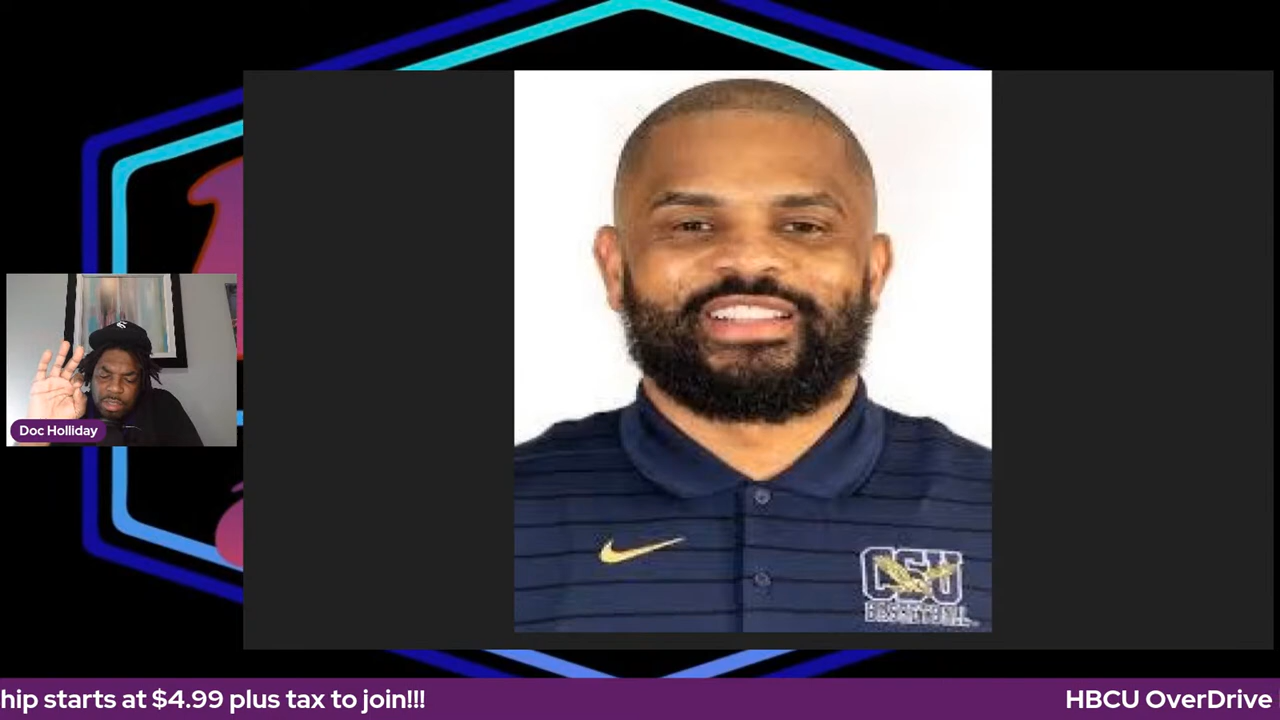 CSU
BASKETBALL
Doc Holliday
hip starts at $4.99 plus tax to join!!!
HBCU OverDrive